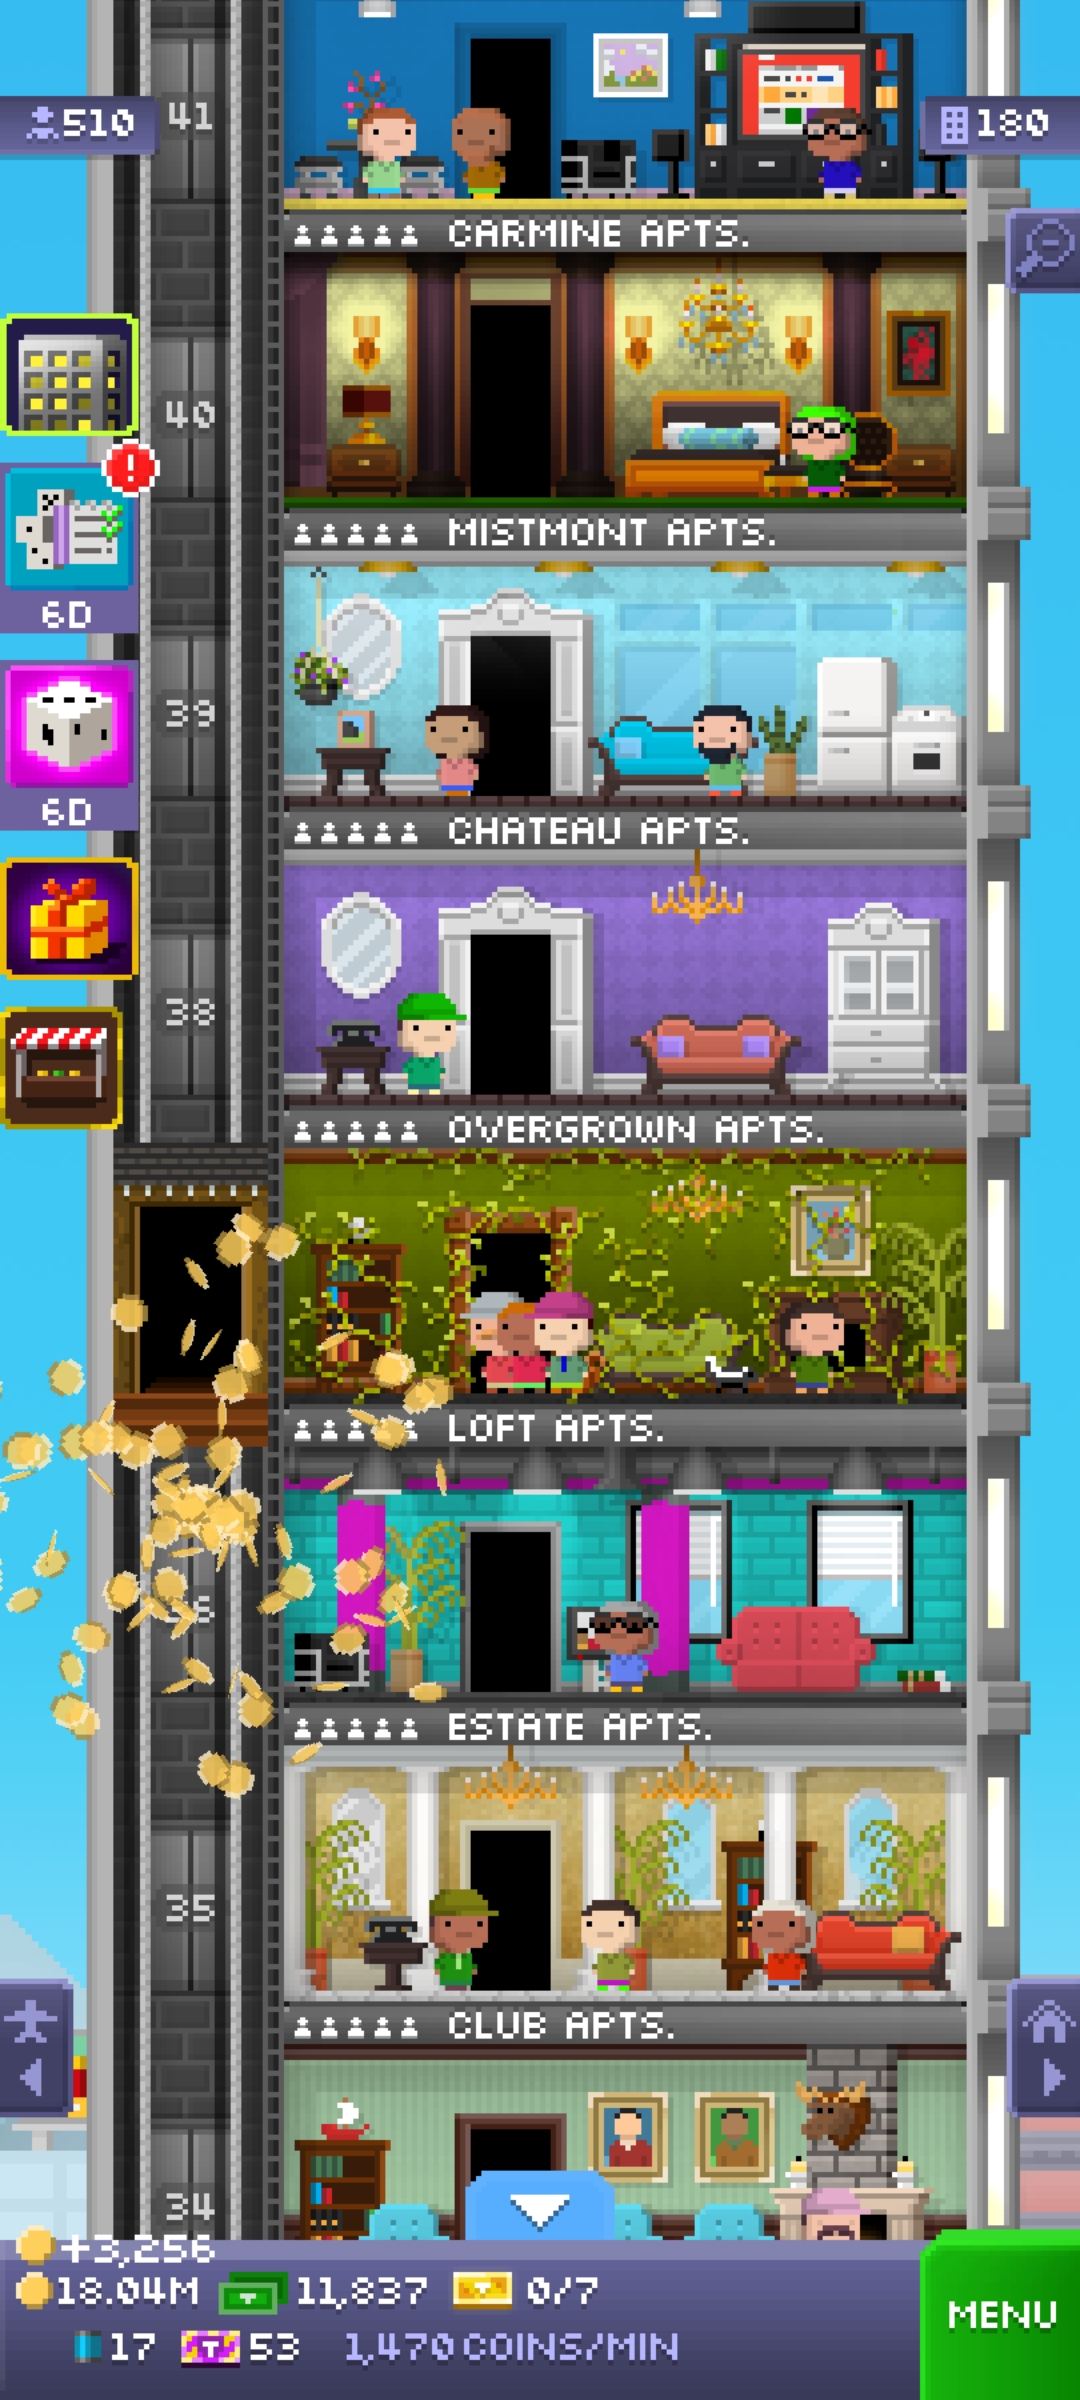 41
510
180
CARMINE APTS.
40
MISTMONT APTS.
6D
39
CHATEAU APTS.
6D
38
OVERGROWN APTS.
LOFT APTS.
ESTATE APTS.
35
CLUB APTS.
34
+3,256
18.04M 11,837 0/7
MENU
17 53 1,470 COINS/MIN